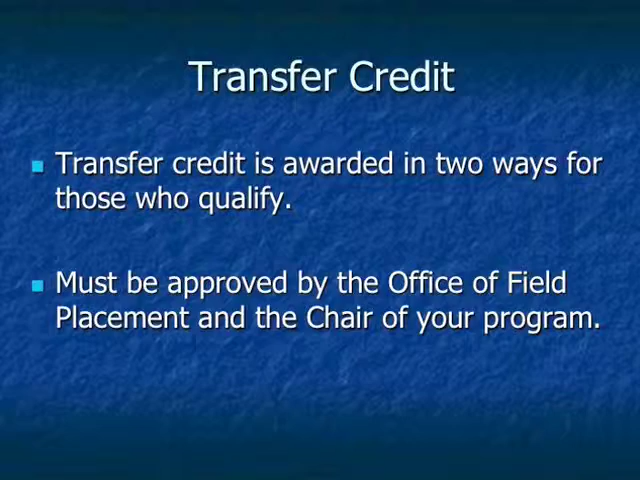 Transfer Credit
Transfer credit is awarded in two ways for
those who qualify.
Must be approved by the Office of Field
Placement and the Chair of your program.